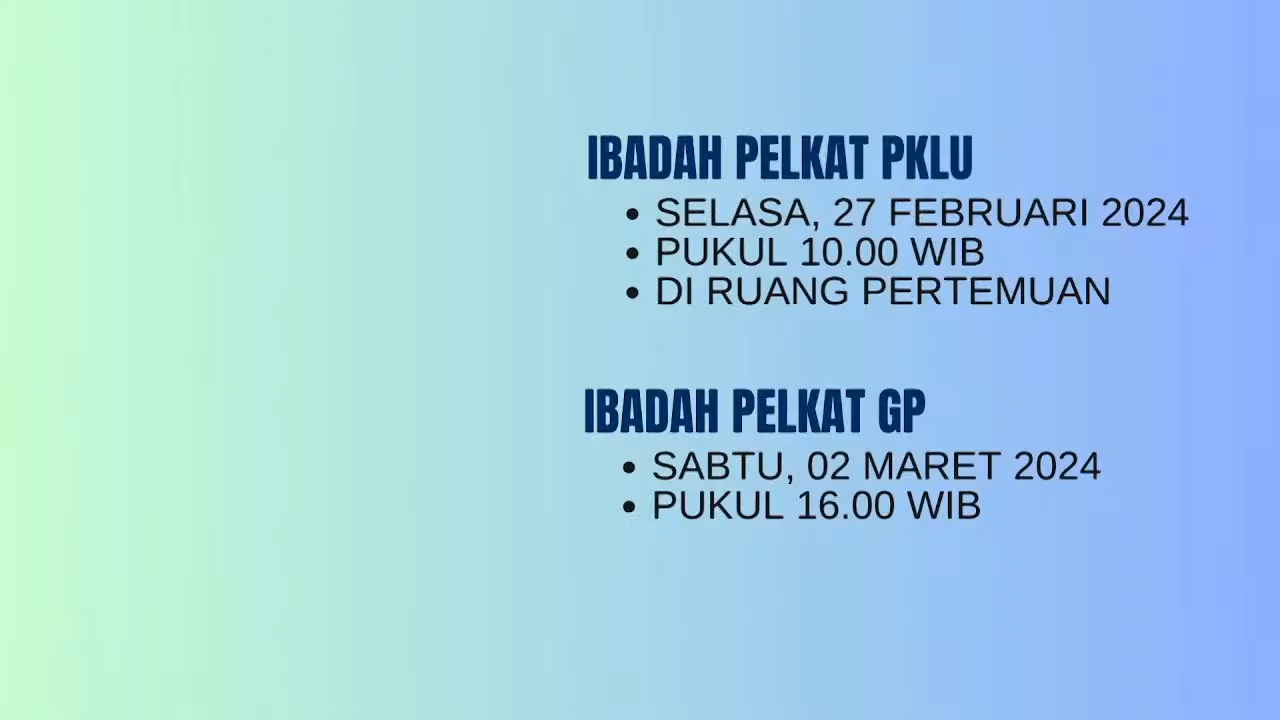 IBADAH PELKAT PKLU
• SELASA, 27 FEBRUARI 2024
• PUKUL 10.00 WIB
• DI RUANG PERTEMUAN
IBADAH PELKAT GP
• SABTU, 02 MARET 2024
• PUKUL 16.00 WIB